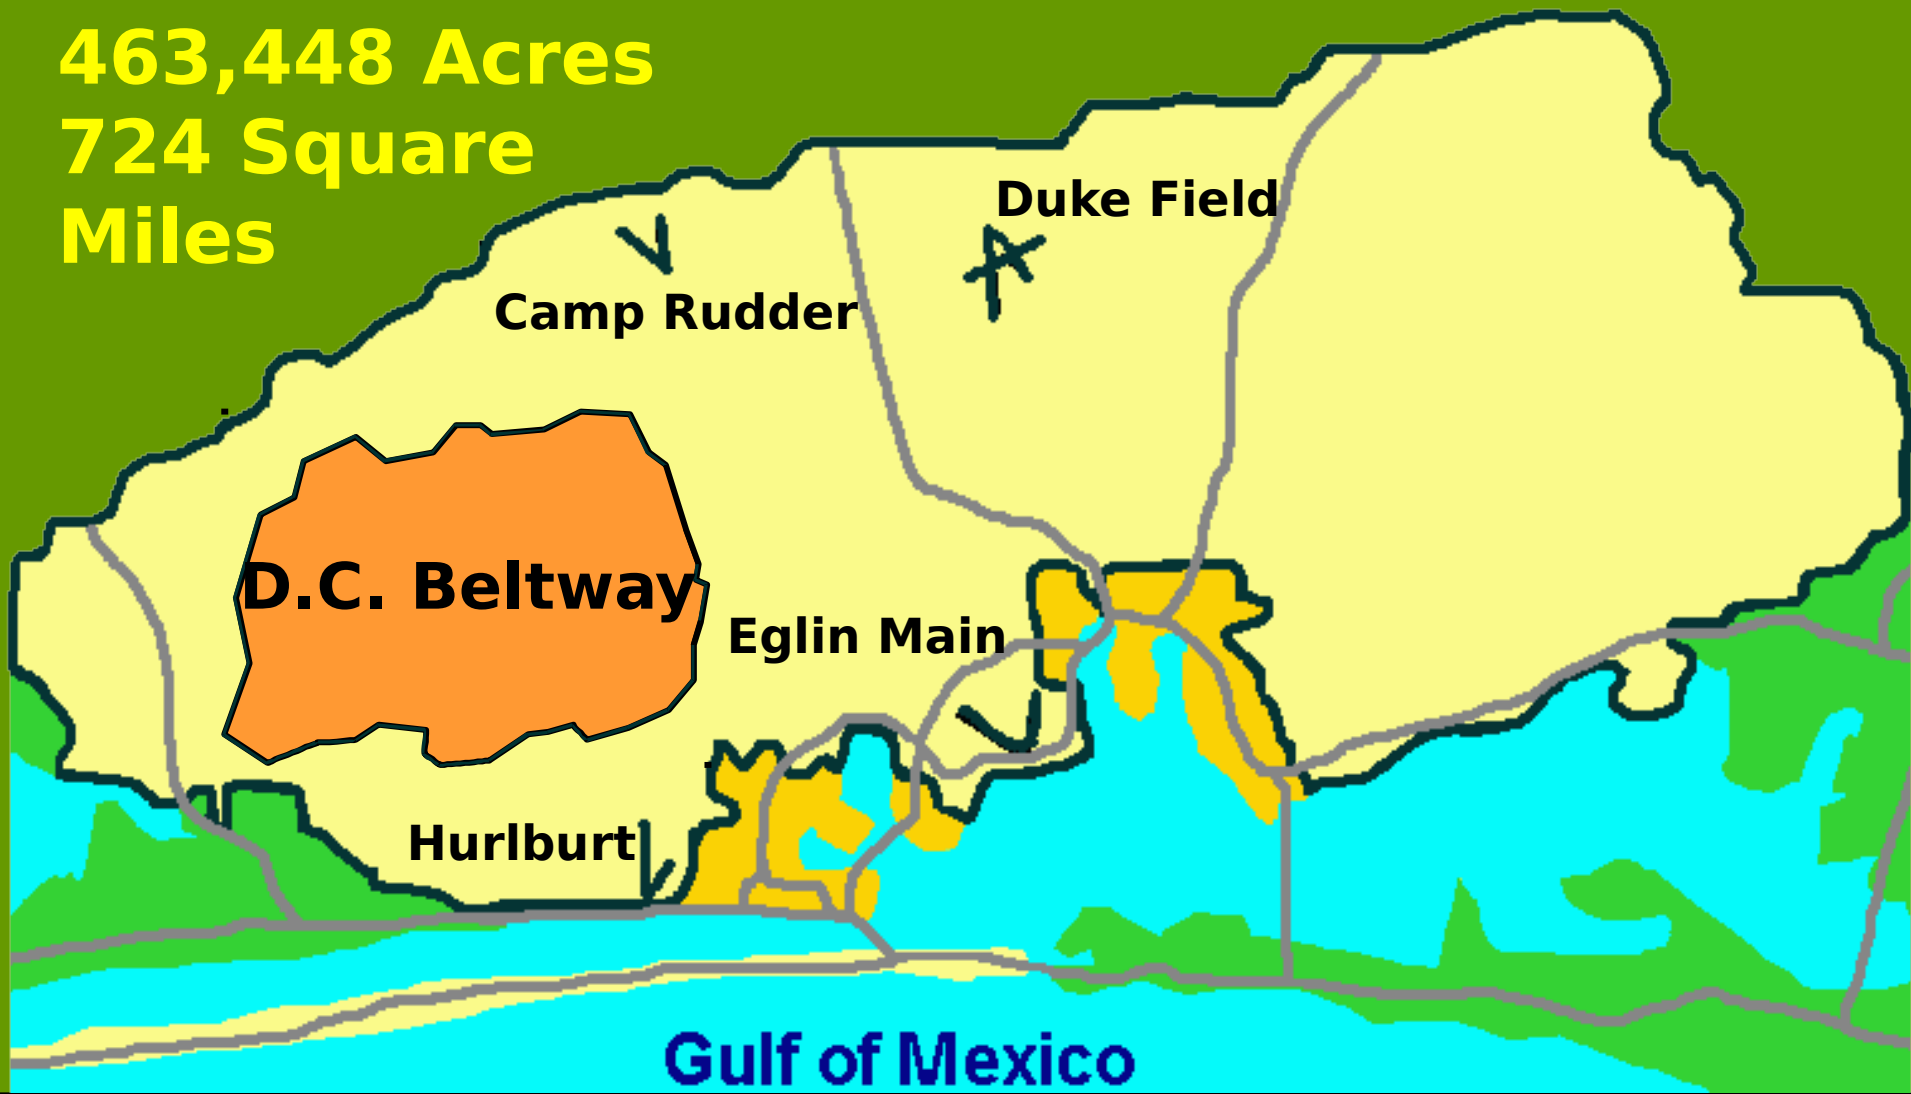 463,448 Acres
724 Square
Miles
Duke Field
Camp Rudder
D.C. Beltway
Eglin Main
Hurlburt
Gulf of Mexico